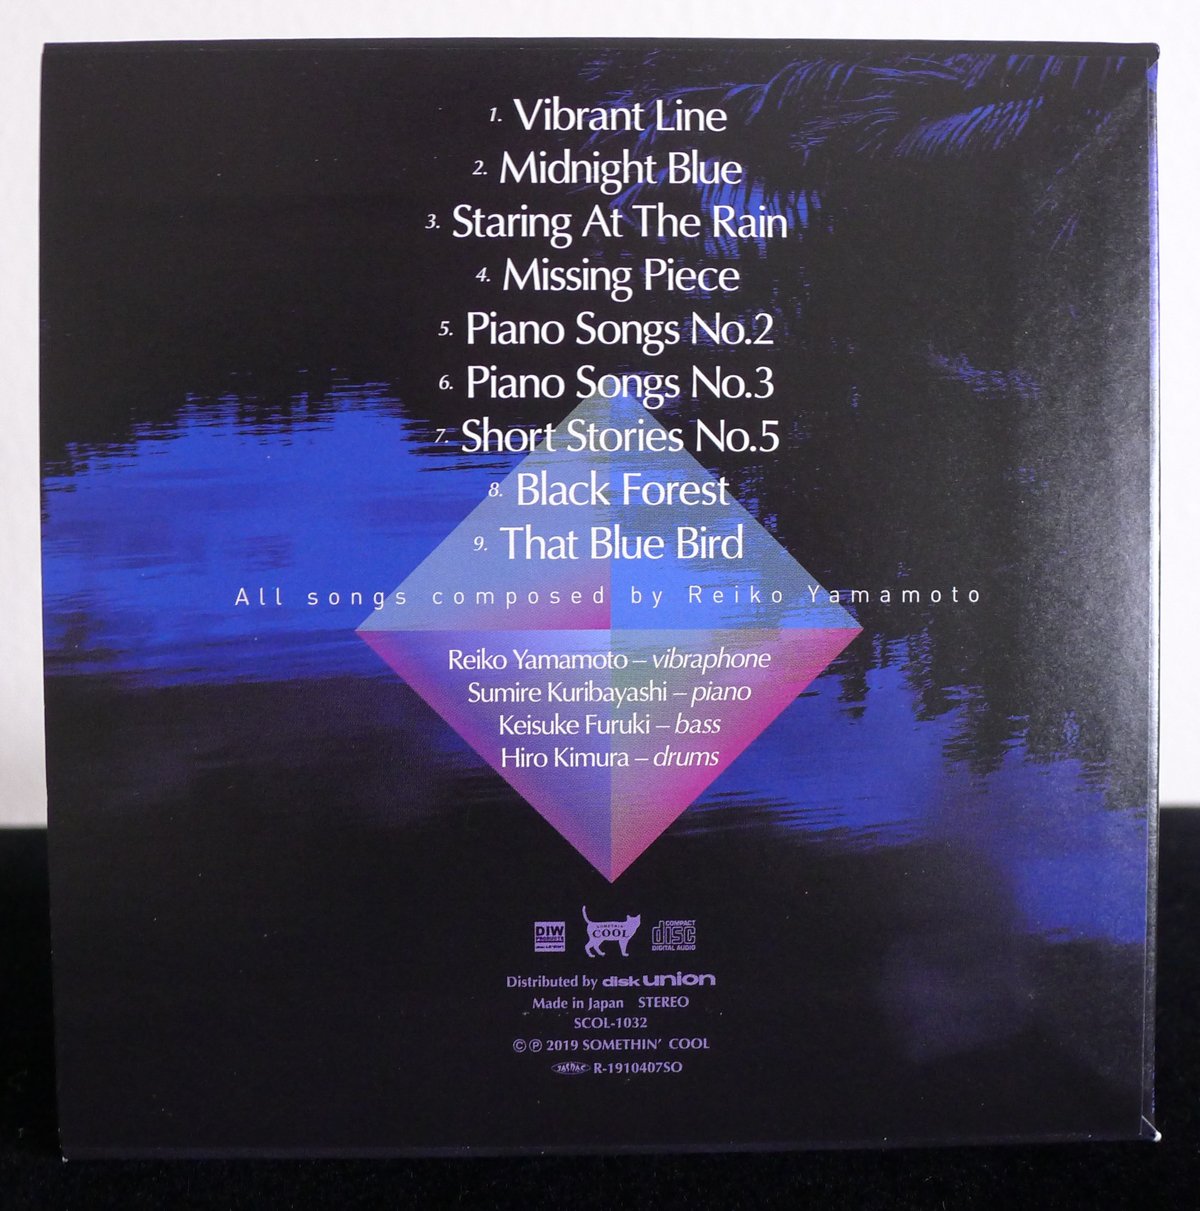 1. Vibrant Line
2. Midnight Blue
3. Staring At The Rain
4. Missing Piece
5. Piano Songs No.2
6. Piano Songs No.3
7. Short Stories No.5
8. Black Forest
9. That Blue Bird
All songs composed by Reiko Yamamoto
Reiko Yamamoto – vibraphone
Sumire Kuribayashi – piano
Keisuke Furuki – bass
Hiro Kimura – drums
DIW
SOMETHIN' COOL
COMPACT disc DIGITAL AUDIO
Distributed by disk union
Made in Japan STEREO
SCOL-1032
©℗ 2019 SOMETHIN' COOL
JASRAC R-1910407SO